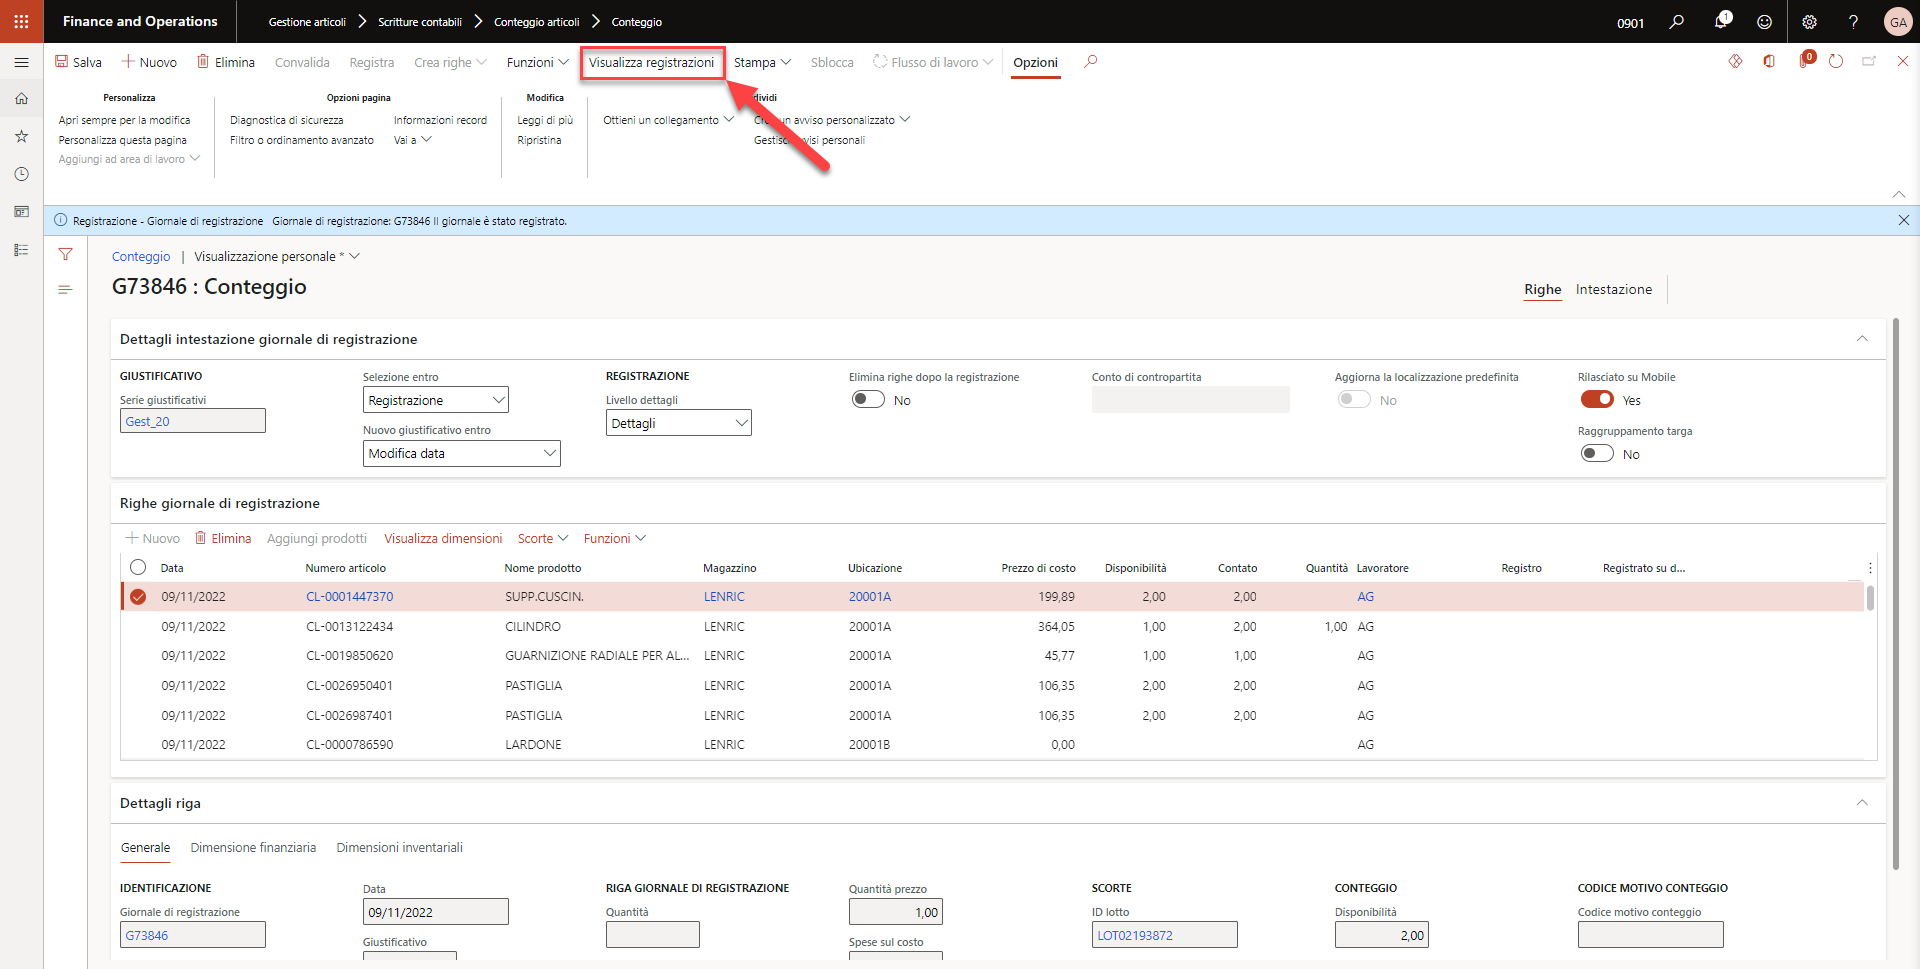 Finance and Operations
Gestione articoli
Scritture contabili
Conteggio articoli
Conteggio
0901
1
GA
Salva
Nuovo
Elimina
Convalida
Registra
Crea righe
Funzioni
Visualizza registrazioni
Stampa
Sblocca
Flusso di lavoro
Opzioni
0
Personalizza
Apri sempre per la modifica
Personalizza questa pagina
Aggiungi ad area di lavoro
Opzioni pagina
Diagnostica di sicurezza
Filtro o ordinamento avanzato
Informazioni record
Vai a
Modifica
Leggi di più
Ripristina
Ottieni un collegamento
un avviso personalizzato
personali
Registrazione - Giornale di registrazione Giornale di registrazione: G73846 Il giornale è stato registrato.
Conteggio | Visualizzazione personale *
G73846 : Conteggio
Righe
Intestazione
Dettagli intestazione giornale di registrazione
GIUSTIFICATIVO
Serie giustificativi
Gest_20
Selezione entro
Registrazione
Nuovo giustificativo entro
Modifica data
REGISTRAZIONE
Livello dettagli
Dettagli
Elimina righe dopo la registrazione
No
Conto di contropartita
Aggiorna la localizzazione predefinita
No
Rilasciato su Mobile
Yes
Raggruppamento targa
No
Righe giornale di registrazione
Nuovo
Elimina
Aggiungi prodotti
Visualizza dimensioni
Scorte
Funzioni
Data Numero articolo Nome prodotto Magazzino Ubicazione Prezzo di costo Disponibilità Contato Quantità Lavoratore Registro Registrato su d...
09/11/2022 CL-0001447370 SUPP.CUSCIN. LENRIC 20001A 199,89 2,00 2,00 AG
09/11/2022 CL-0013122434 CILINDRO LENRIC 20001A 364,05 1,00 2,00 1,00 AG
09/11/2022 CL-0019850620 GUARNIZIONE RADIALE PER AL... LENRIC 20001A 45,77 1,00 1,00 AG
09/11/2022 CL-0026950401 PASTIGLIA LENRIC 20001A 106,35 2,00 2,00 AG
09/11/2022 CL-0026987401 PASTIGLIA LENRIC 20001A 106,35 2,00 2,00 AG
09/11/2022 CL-0000786590 LARDONE LENRIC 20001B 0,00 AG
Dettagli riga
Generale
Dimensione finanziaria
Dimensioni inventariali
IDENTIFICAZIONE
Giornale di registrazione
G73846
Data
09/11/2022
Giustificativo
RIGA GIORNALE DI REGISTRAZIONE
Quantità
Quantità prezzo
1,00
Spese sul costo
SCORTE
ID lotto
LOT02193872
CONTEGGIO
Disponibilità
2,00
CODICE MOTIVO CONTEGGIO
Codice motivo conteggio